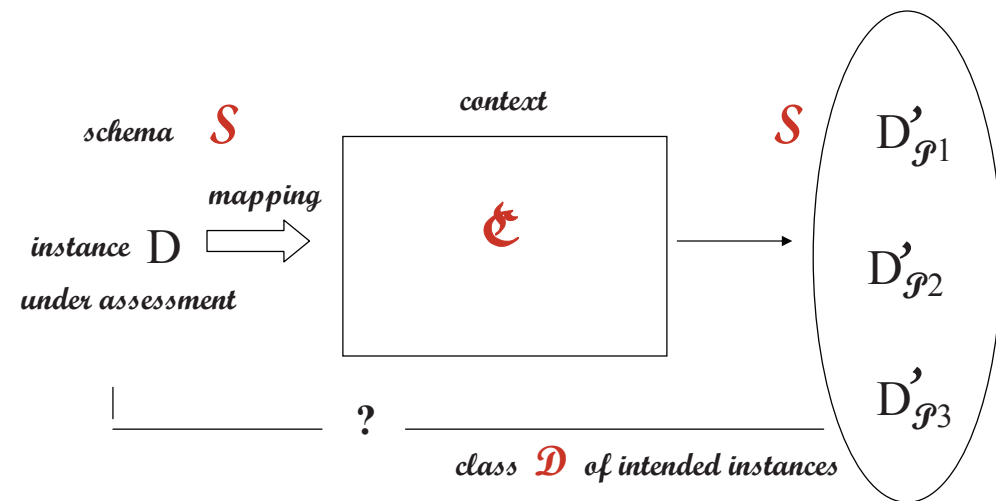 context
schema S S
D'𝒫1
mapping
ℭ
instance D
D'𝒫2
under assessment
D'𝒫3
?
class 𝒟 of intended instances